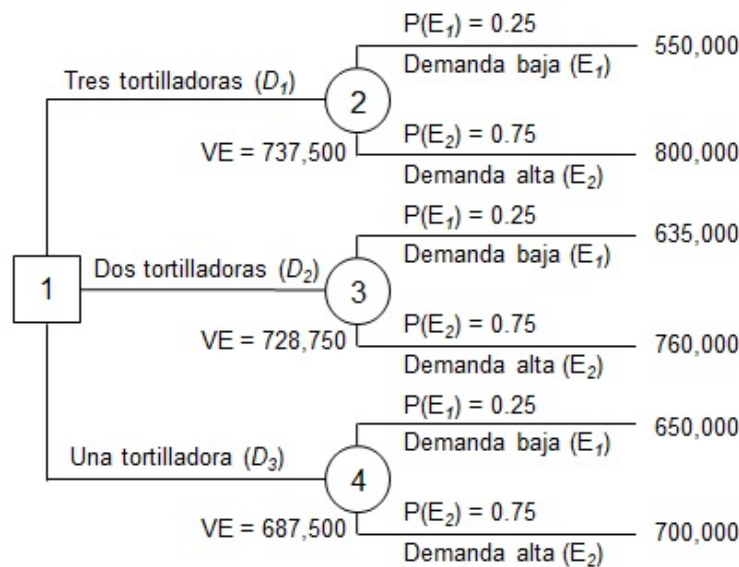 P(E1) = 0.25
550,000
Demanda baja (E1)
Tres tortilladoras (D1)
2
VE = 737,500
P(E2) = 0.75
800,000
Demanda alta (E2)
P(E1) = 0.25
635,000
Demanda baja (E1)
1
Dos tortilladoras (D2)
3
VE = 728,750
P(E2) = 0.75
760,000
Demanda alta (E2)
P(E1) = 0.25
650,000
Demanda baja (E1)
Una tortilladora (D3)
4
VE = 687,500
P(E2) = 0.75
700,000
Demanda alta (E2)